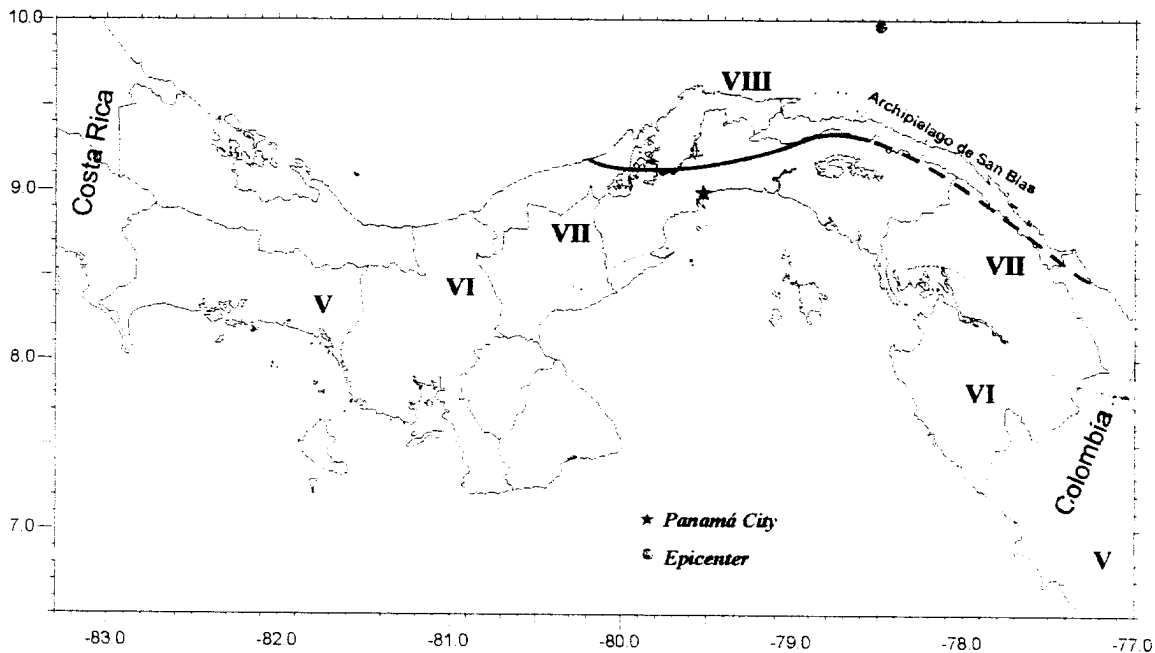 10.0
VIII
Archipielago de San Blas
Costa Rica
9.0
VII
VII
VI
V
8.0
VI
Colombia
7.0
★ Panamá City
Epicenter
V
-83.0
-82.0
-81.0
-80.0
-79.0
-78.0
-77.0